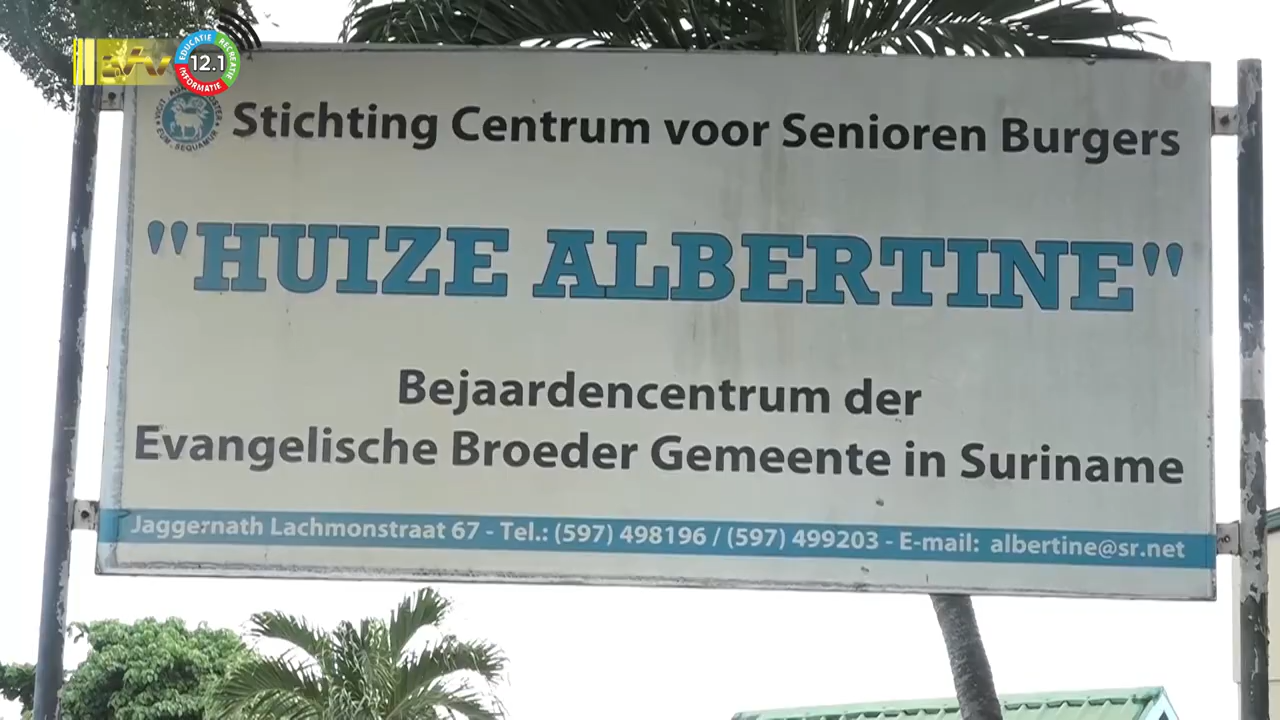 EDUCATIE
RECREATIE
INFORMATIE
12.1
Stichting Centrum voor Senioren Burgers
"HUIZE ALBERTINE"
Bejaardencentrum der
Evangelische Broeder Gemeente in Suriname
Jaggernath Lachmonstraat 67 - Tel.: (597) 498196 / (597) 499203 - E-mail: albertine@sr.net